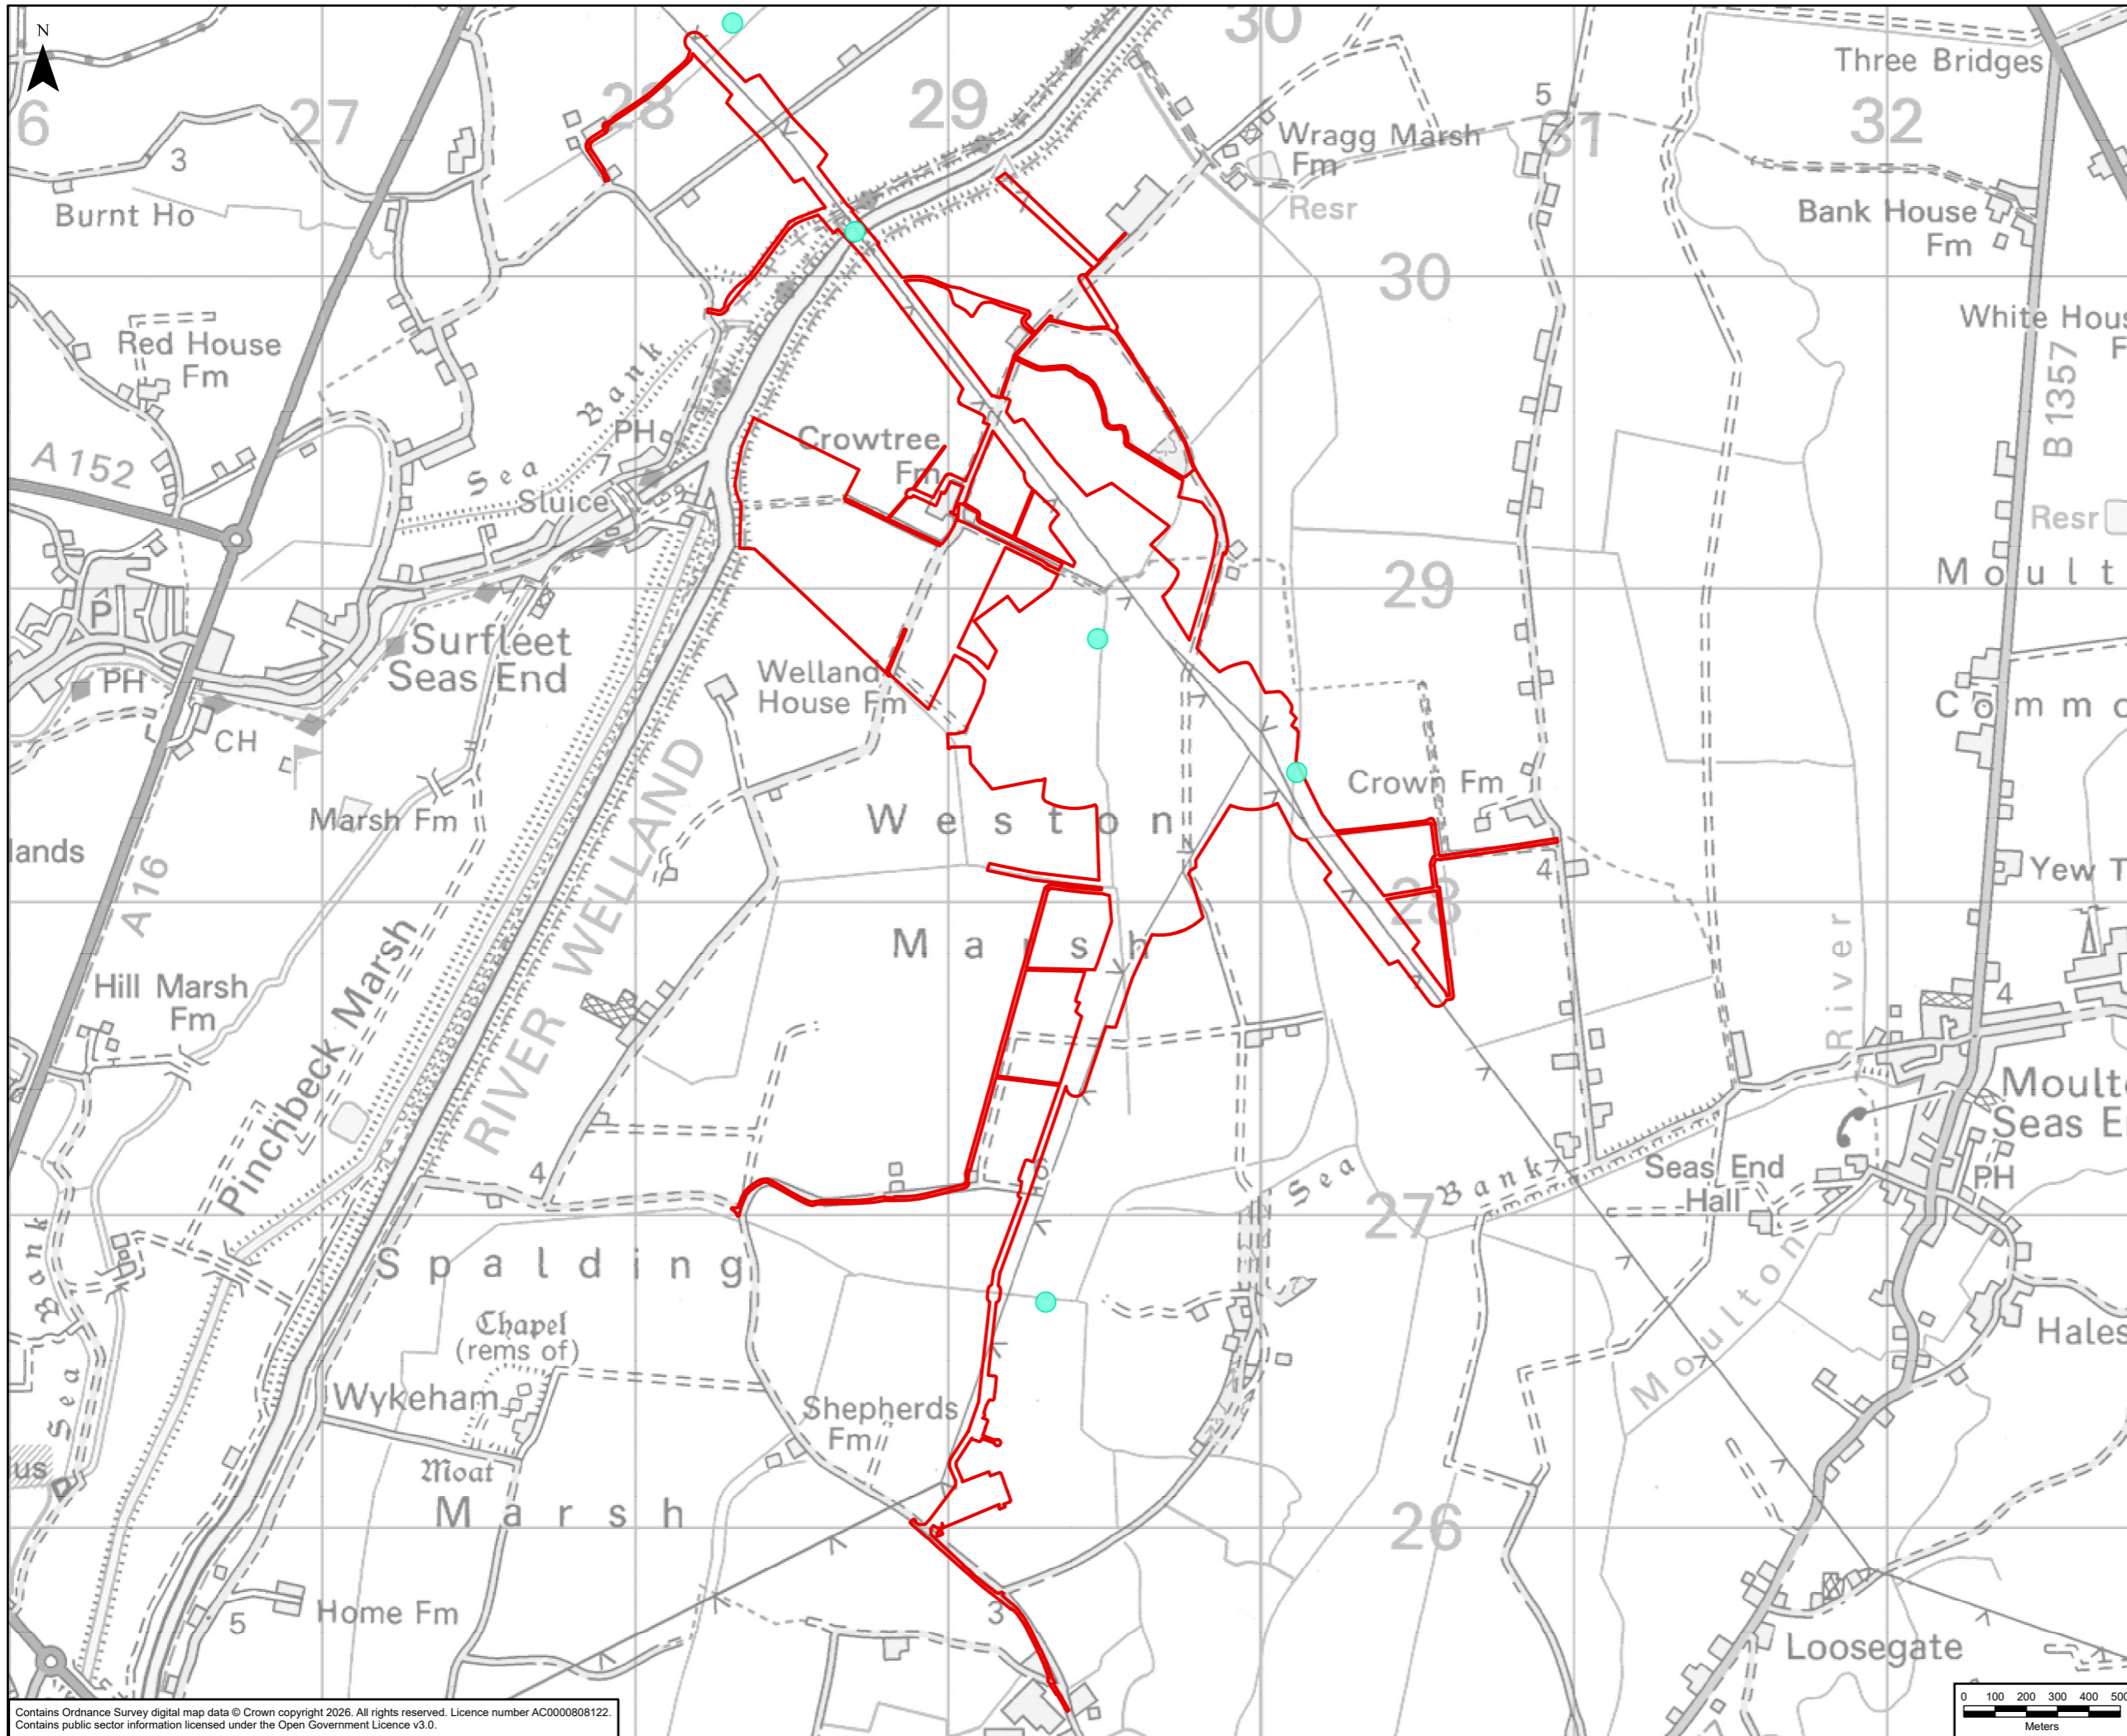 N
30
Three Bridges
5
6
27
28
29
31
32
Wragg Marsh
Fm
3
Resr
Bank House
Fm
Burnt Ho
30
White Hous
F
Red House
Fm
B 1357
Bank
PH
Crowtree
Fm
A 152
Sea
7
Sluice
Resr
29
Moult
P
Surfleet
Seas End
PH
Welland
House Fm
Commo
CH
Crown Fm
Marsh Fm
Weston
lands
4
Yew T
A 16
28
Marsh
River
RIVER WELLAND
Hill Marsh
Fm
Pinchbeck Marsh
4
Moult
Seas E
4
6
Sea
Bank
Seas End
Hall
PH
27
Bank
Spalding
Moulton
Chapel
(rems of)
Hales
Wykeham
Shepherds
Fm
Sea
us
Moat
Marsh
26
3
5
Home Fm
Loosegate
Contains Ordnance Survey digital map data © Crown copyright 2026. All rights reserved. Licence number AC0000808122.
Contains public sector information licensed under the Open Government Licence v3.0.
0 100 200 300 400 500
Meters